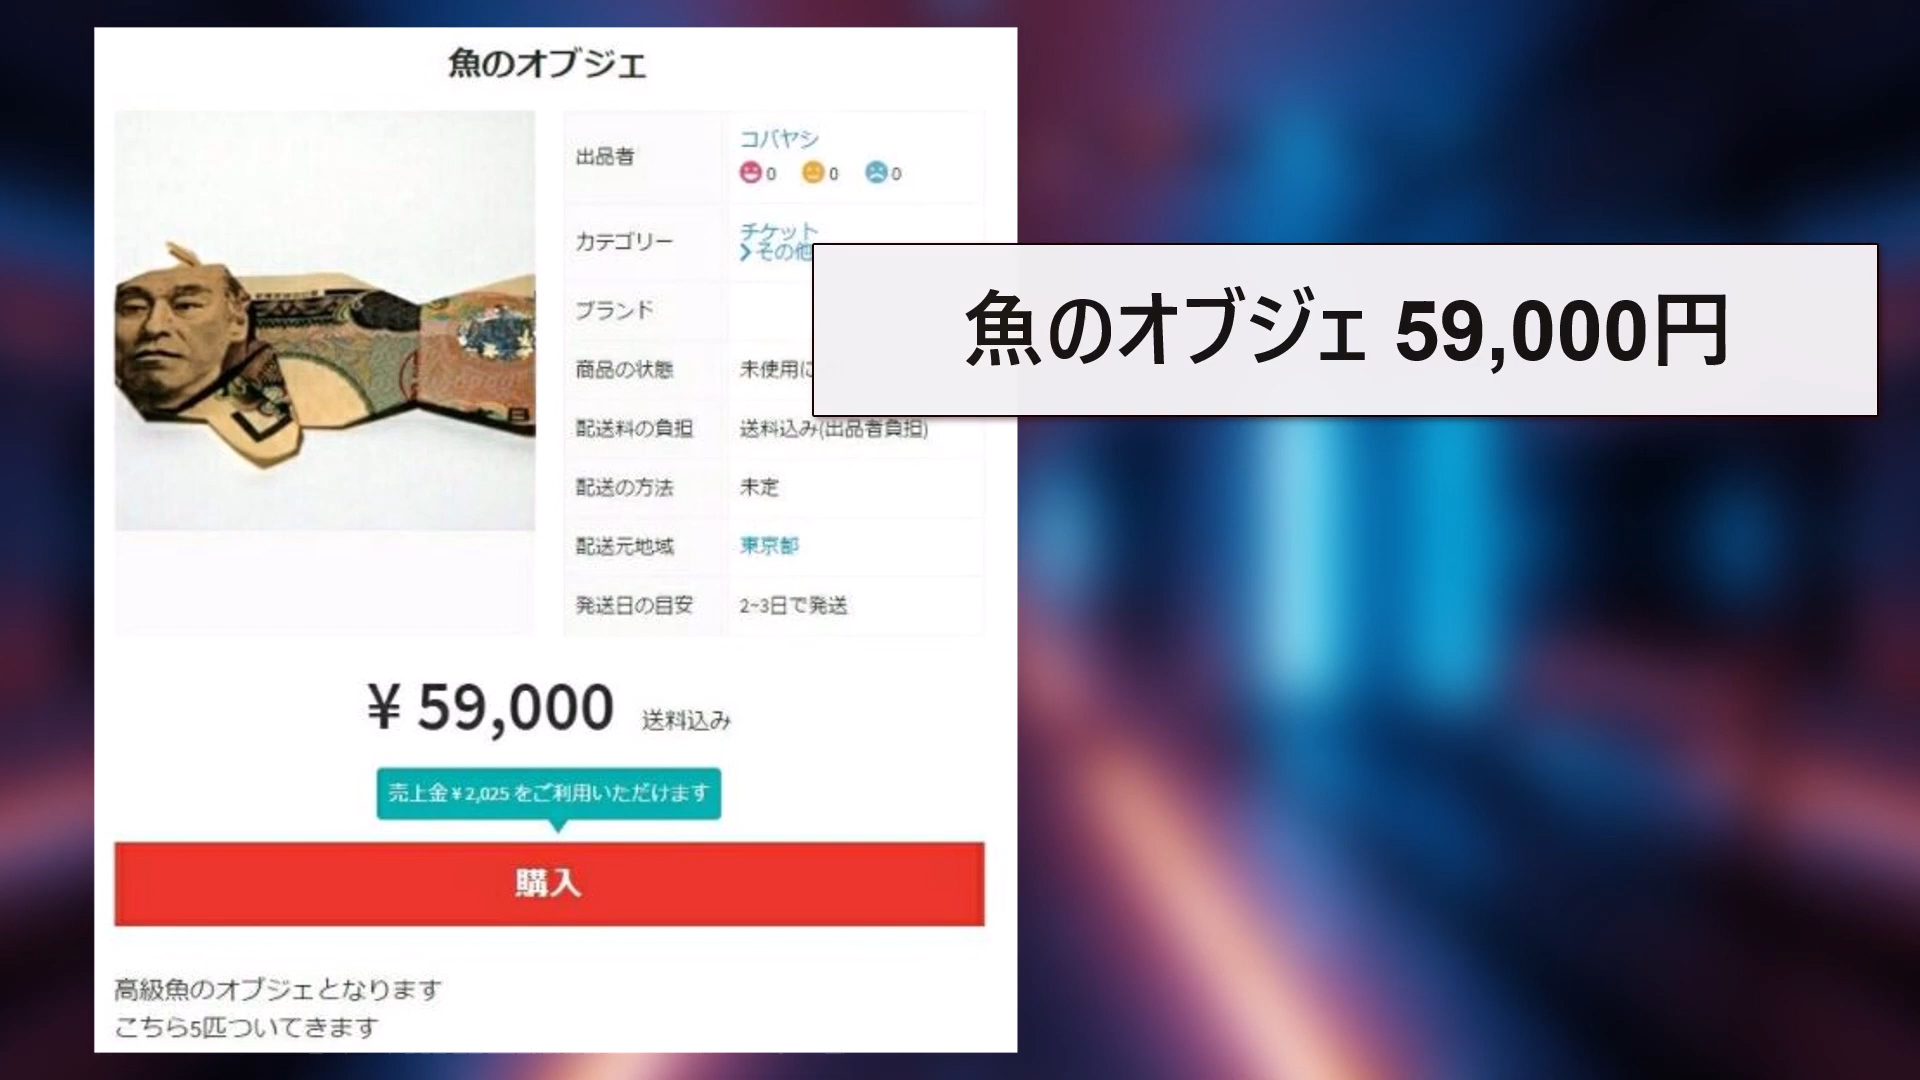 魚のオブジェ
出品者
コバヤシ
0 0 0
カテゴリー
チケット
その他
ブランド
商品の状態
未使用に
配送料の負担
送料込み(出品者負担)
配送の方法
未定
配送元地域
東京都
発送日の目安
2~3日で発送
魚のオブジェ 59,000円
¥ 59,000 送料込み
売上金¥2,025をご利用いただけます
購入
高級魚のオブジェとなります
こちら5匹ついてきます